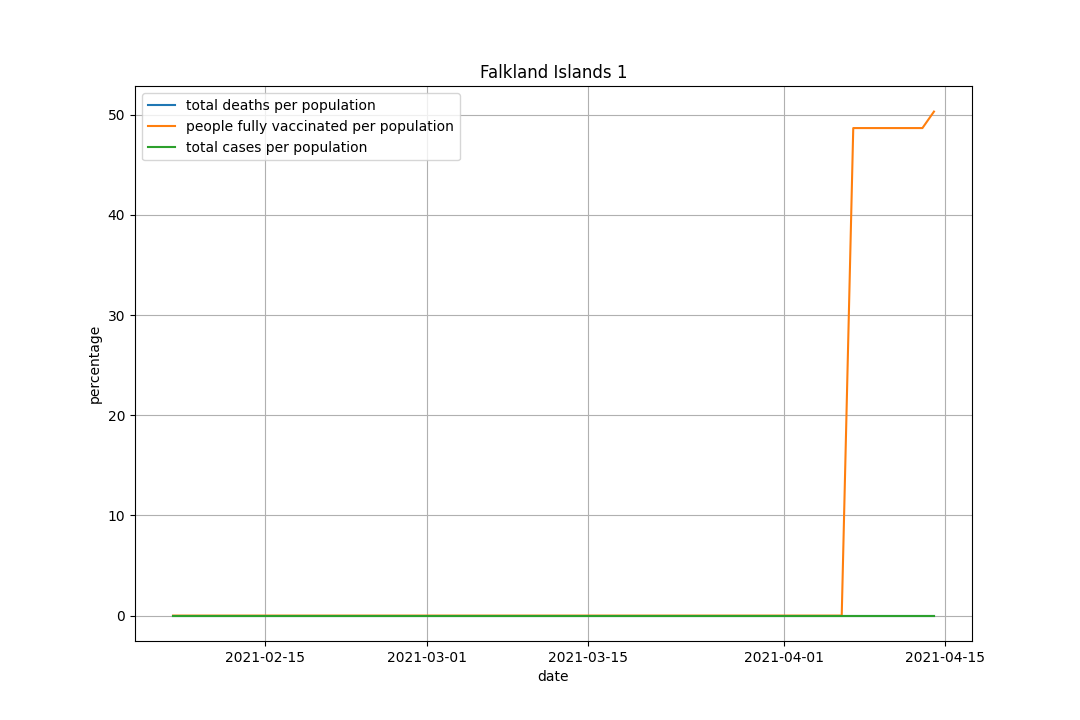 Falkland Islands 1
total deaths per population
people fully vaccinated per population
total cases per population
50
40
30
20
10
0
percentage
2021-02-15 2021-03-01 2021-03-15 2021-04-01 2021-04-15
date